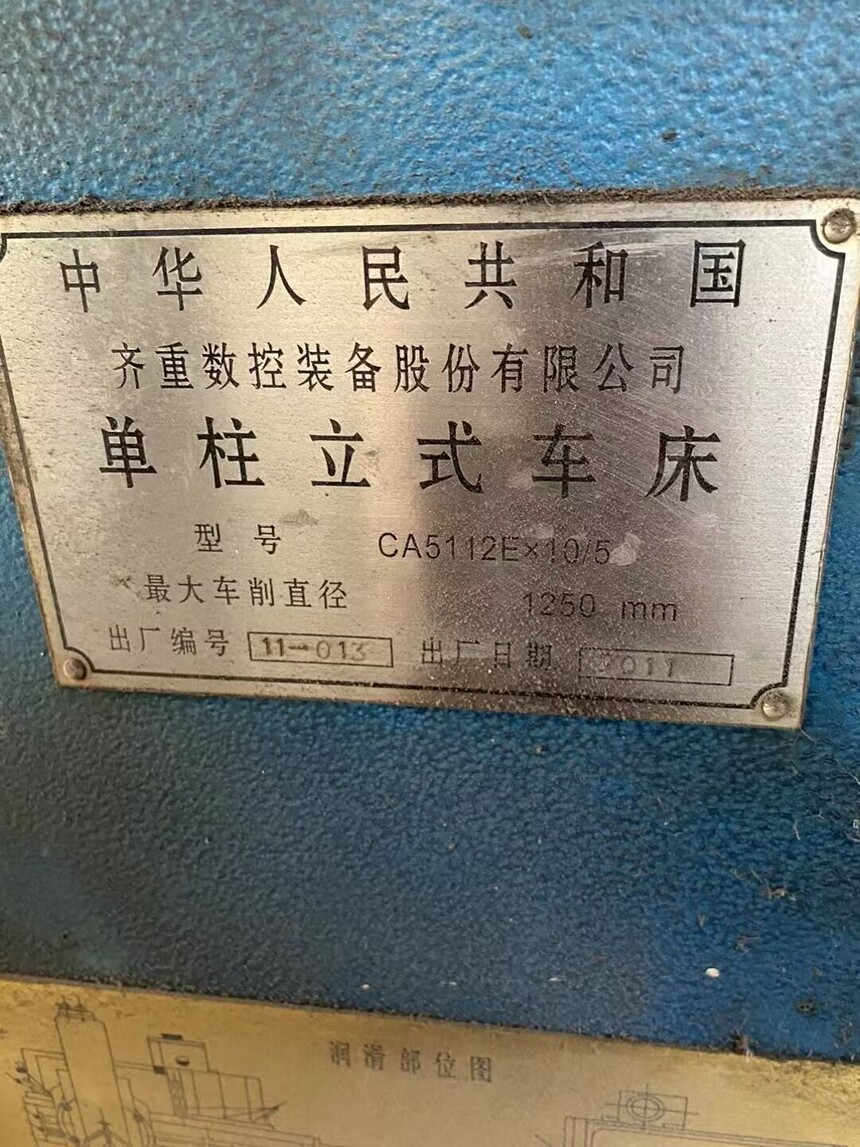 中华人民共和国
齐重数控装备股份有限公司
单柱立式车床
型号 CA5112E×10/5
最大车削直径 1250 mm
出厂编号 11-013 出厂日期 2011
润滑部位图